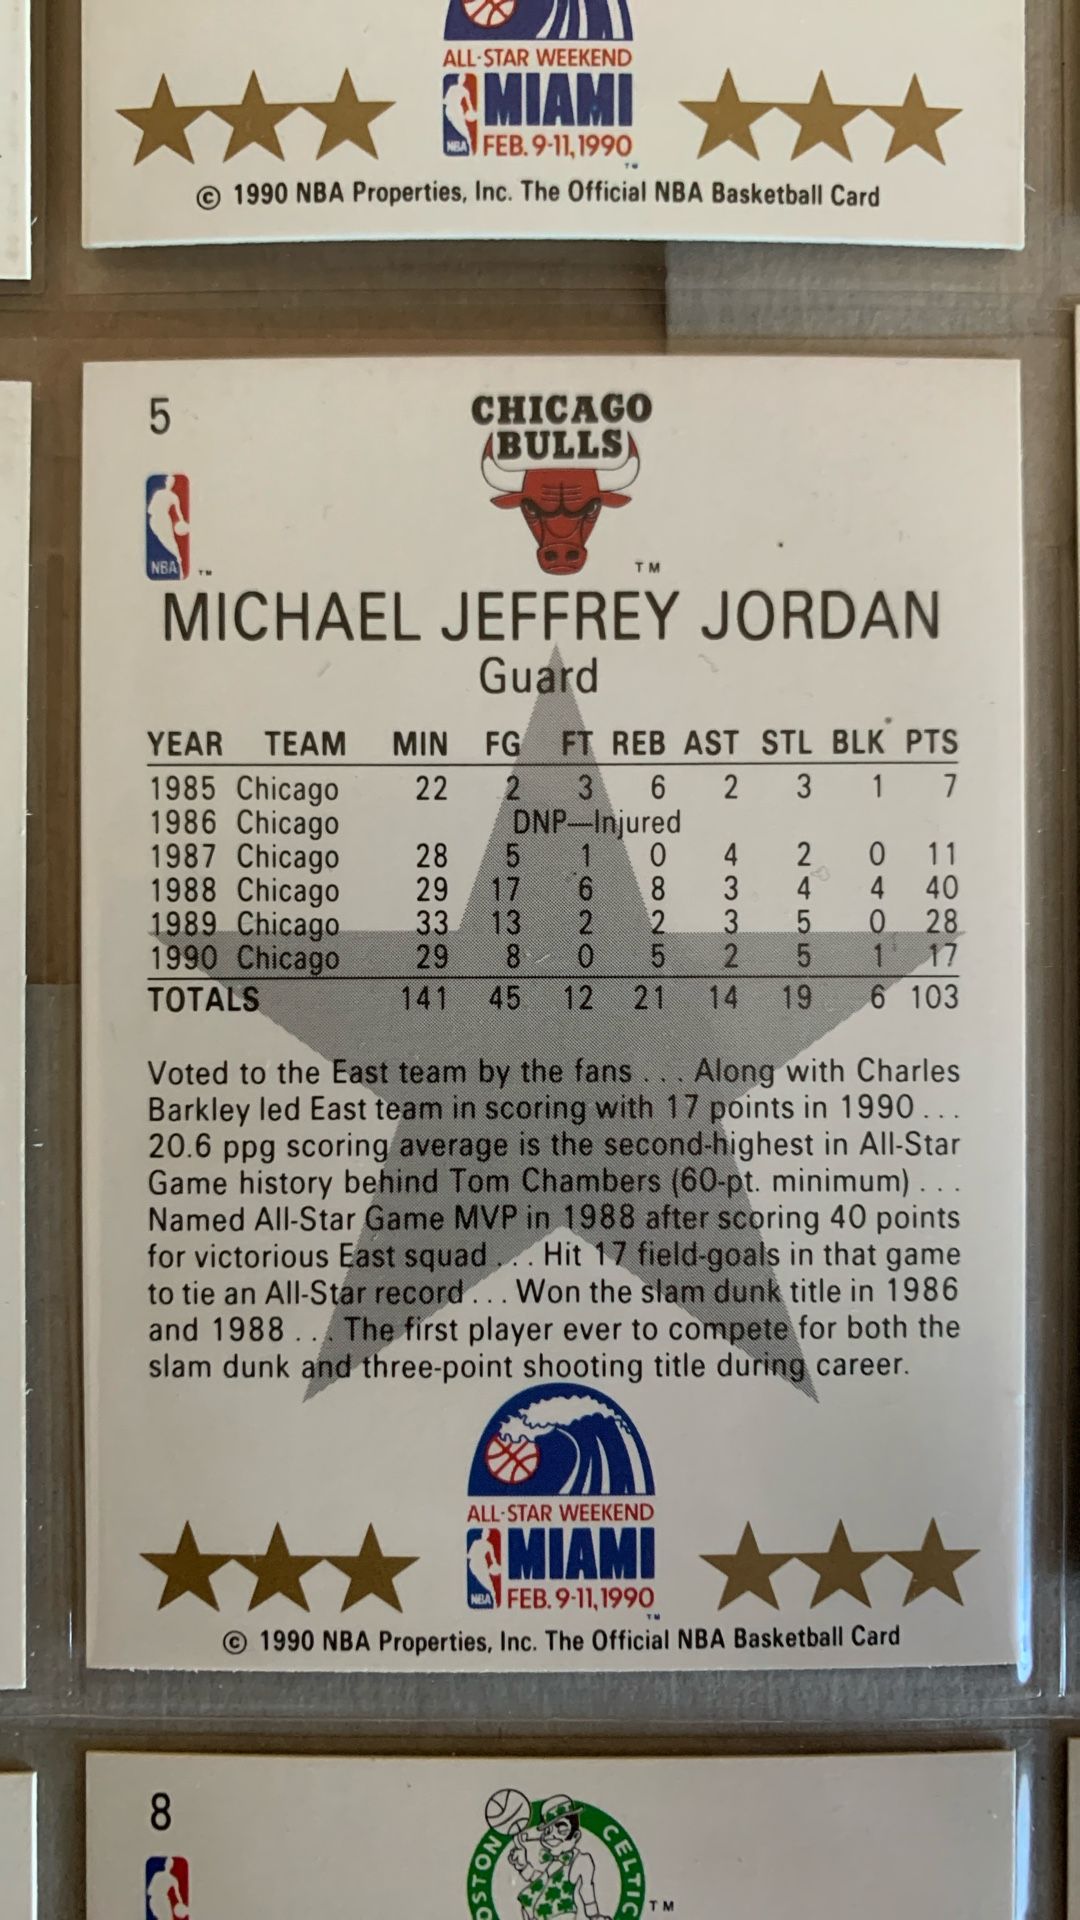 ALL-STAR WEEKEND
MIAMI
NBA FEB. 9-11, 1990
TM
© 1990 NBA Properties, Inc. The Official NBA Basketball Card
5
CHICAGO
BULLS
TM
NBA TM
MICHAEL JEFFREY JORDAN
Guard
YEAR TEAM MIN FG FT REB AST STL BLK PTS
1985 Chicago 22 2 3 6 2 3 1 7
1986 Chicago DNP—Injured
1987 Chicago 28 5 1 0 4 2 0 11
1988 Chicago 29 17 6 8 3 4 4 40
1989 Chicago 33 13 2 2 3 5 0 28
1990 Chicago 29 8 0 5 2 5 1 17
TOTALS 141 45 12 21 14 19 6 103
Voted to the East team by the fans . . . Along with Charles
Barkley led East team in scoring with 17 points in 1990 . . .
20.6 ppg scoring average is the second-highest in All-Star
Game history behind Tom Chambers (60-pt. minimum) . . .
Named All-Star Game MVP in 1988 after scoring 40 points
for victorious East squad . . . Hit 17 field-goals in that game
to tie an All-Star record . . . Won the slam dunk title in 1986
and 1988 . . . The first player ever to compete for both the
slam dunk and three-point shooting title during career.
ALL-STAR WEEKEND
MIAMI
NBA FEB. 9-11, 1990
TM
© 1990 NBA Properties, Inc. The Official NBA Basketball Card
8
BOSTON CELTIC
TM